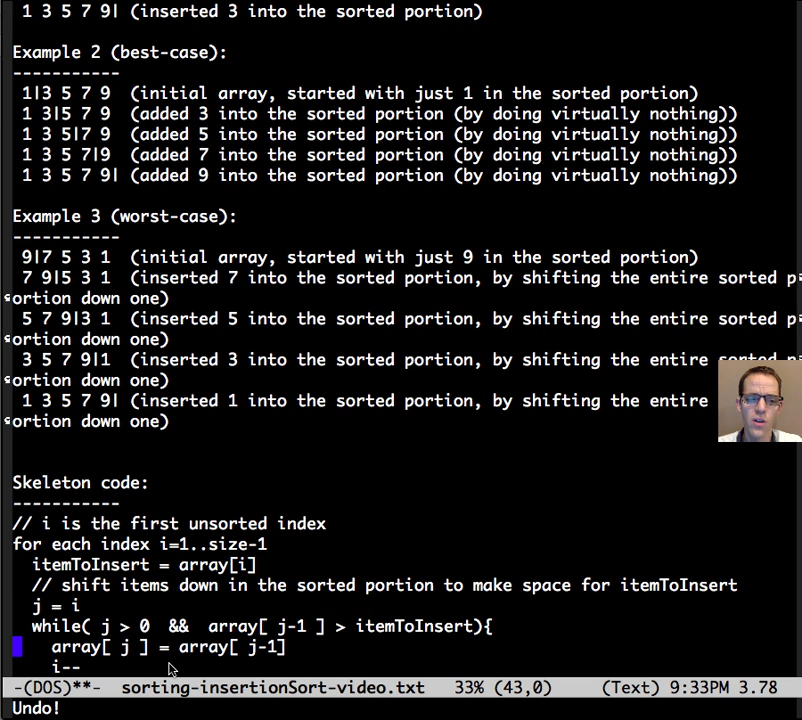 1 3 5 7 9| (inserted 3 into the sorted portion)
Example 2 (best-case):
-----------
1|3 5 7 9 (initial array, started with just 1 in the sorted portion)
1 3|5 7 9 (added 3 into the sorted portion (by doing virtually nothing))
1 3 5|7 9 (added 5 into the sorted portion (by doing virtually nothing))
1 3 5 7|9 (added 7 into the sorted portion (by doing virtually nothing))
1 3 5 7 9| (added 9 into the sorted portion (by doing virtually nothing))
Example 3 (worst-case):
-----------
9|7 5 3 1 (initial array, started with just 9 in the sorted portion)
7 9|5 3 1 (inserted 7 into the sorted portion, by shifting the entire sorted p
ortion down one)
5 7 9|3 1 (inserted 5 into the sorted portion, by shifting the entire sorted p
ortion down one)
3 5 7 9|1 (inserted 3 into the sorted portion, by shifting the entire sorted p
ortion down one)
1 3 5 7 9| (inserted 1 into the sorted portion, by shifting the entire
ortion down one)
Skeleton code:
-----------
// i is the first unsorted index
for each index i=1..size-1
itemToInsert = array[i]
// shift items down in the sorted portion to make space for itemToInsert
j = i
while( j > 0 && array[ j-1 ] > itemToInsert){
array[ j ] = array[ j-1]
i--
-(DOS)**- sorting-insertionSort-video.txt 33% (43,0) (Text) 9:33PM 3.78
Undo!